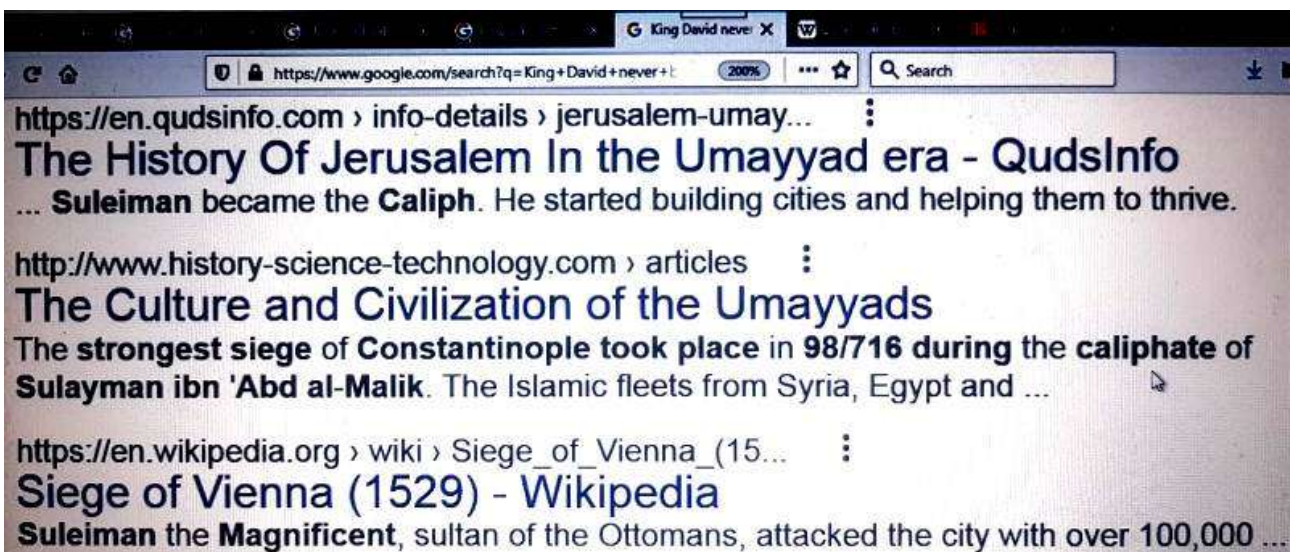 G King David never X W
https://www.google.com/search?q=King+David+never+ 200% ••• Search
https://en.qudsinfo.com › info-details › jerusalem-umay...
The History Of Jerusalem In the Umayyad era - QudsInfo
... Suleiman became the Caliph. He started building cities and helping them to thrive.
http://www.history-science-technology.com › articles
The Culture and Civilization of the Umayyads
The strongest siege of Constantinople took place in 98/716 during the caliphate of
Sulayman ibn 'Abd al-Malik. The Islamic fleets from Syria, Egypt and ...
https://en.wikipedia.org › wiki › Siege_of_Vienna_(15...
Siege of Vienna (1529) - Wikipedia
Suleiman the Magnificent, sultan of the Ottomans, attacked the city with over 100,000 ...